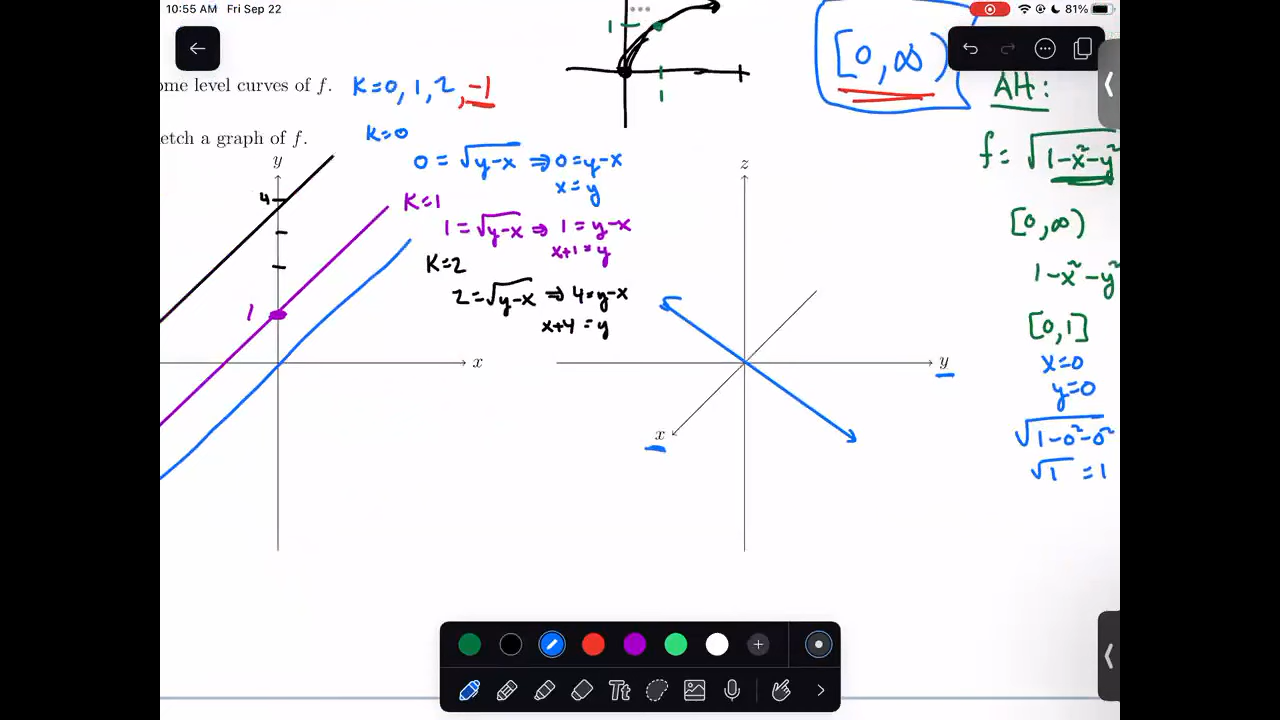 10:55 AM Fri Sep 22
81%
1
1
[0, ∞)
ome level curves of f. K=0, 1, 2, -1
etch a graph of f.
K=0
0 = √y-x ⇒ 0=y-x
x=y
K=1
1=√y-x ⇒ 1=y-x
x+1=y
K=2
2=√y-x ⇒ 4=y-x
x+4=y
y
4
1
x
z
y
x
Alt:
f= √1-x²-y²
[0, ∞)
1-x²-y²
[0,1]
x=0
y=0
√1-0²-0²
√1 =1
Tt